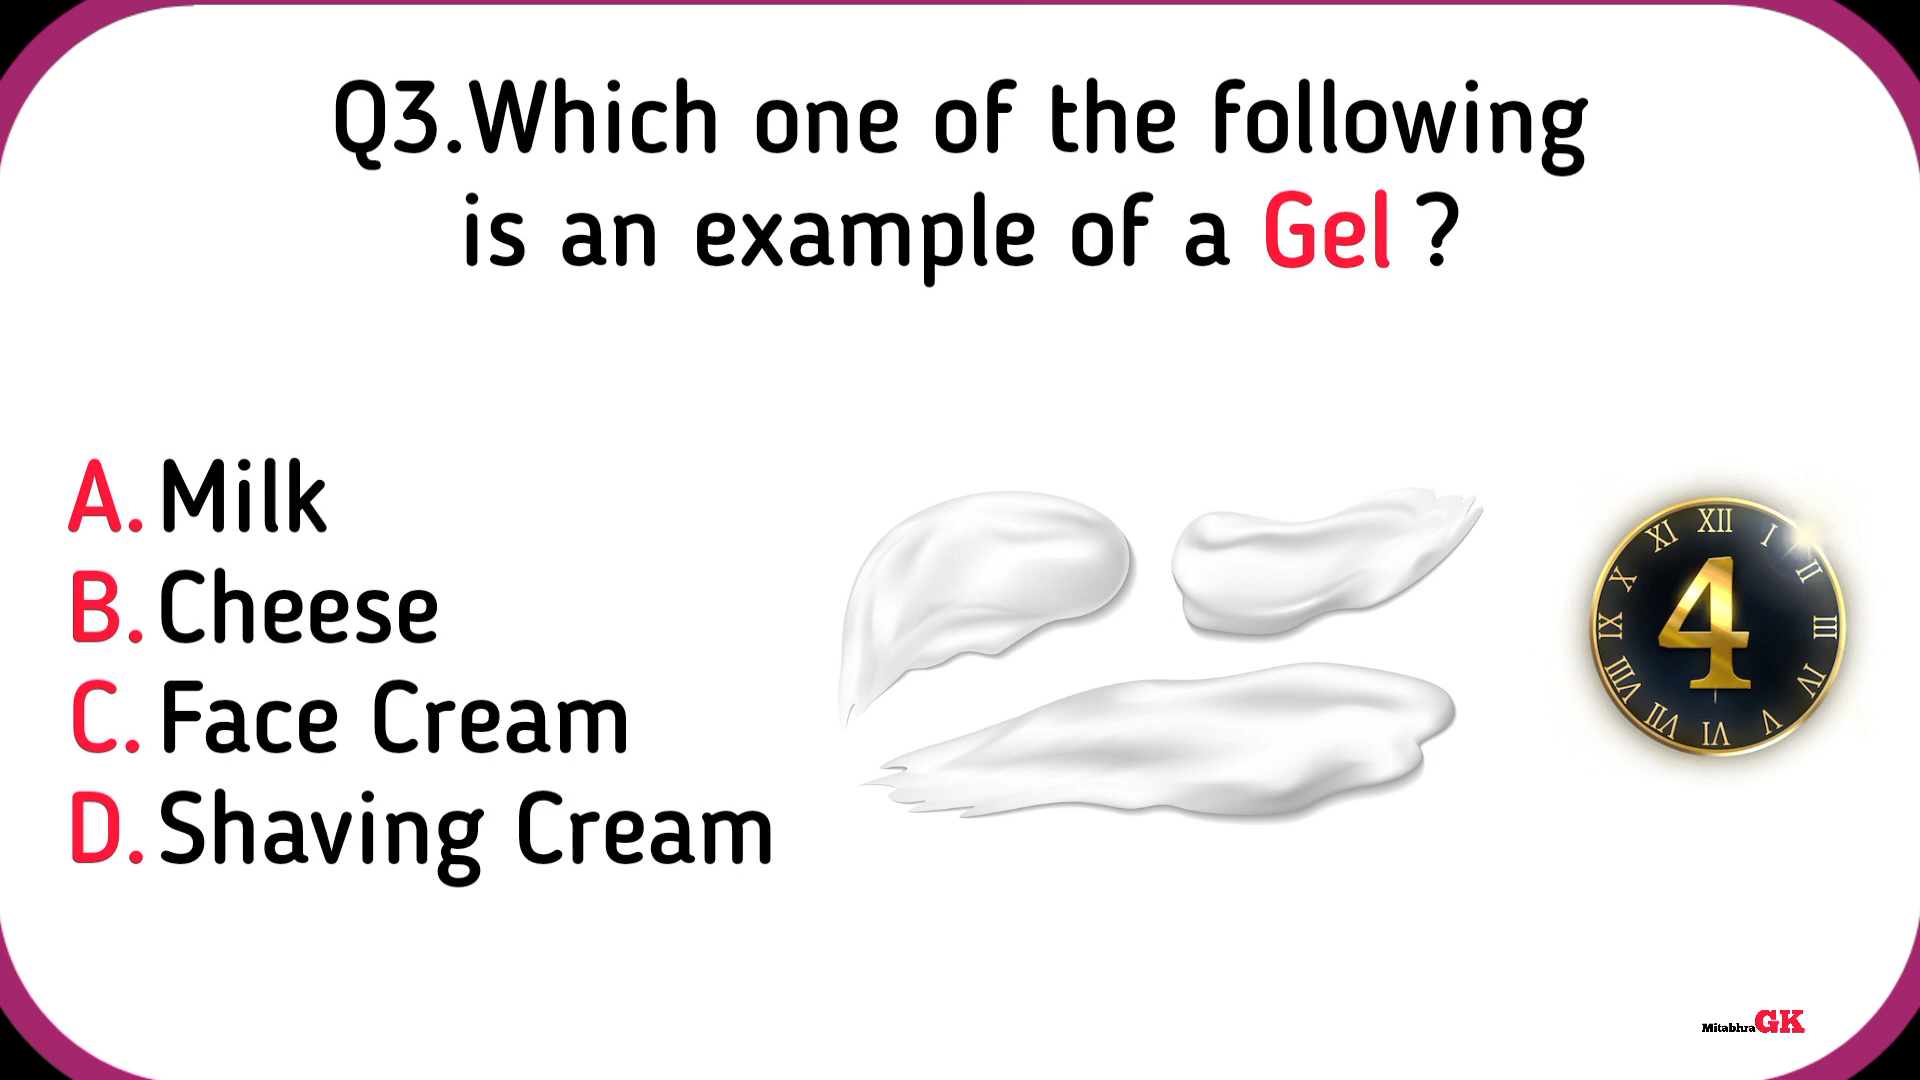 Q3.Which one of the following
is an example of a Gel ?
A. Milk
B. Cheese
C. Face Cream
D. Shaving Cream
XII
I
II
III
IV
V
VI
VII
VIII
IX
X
XI
4
MitabhraGK